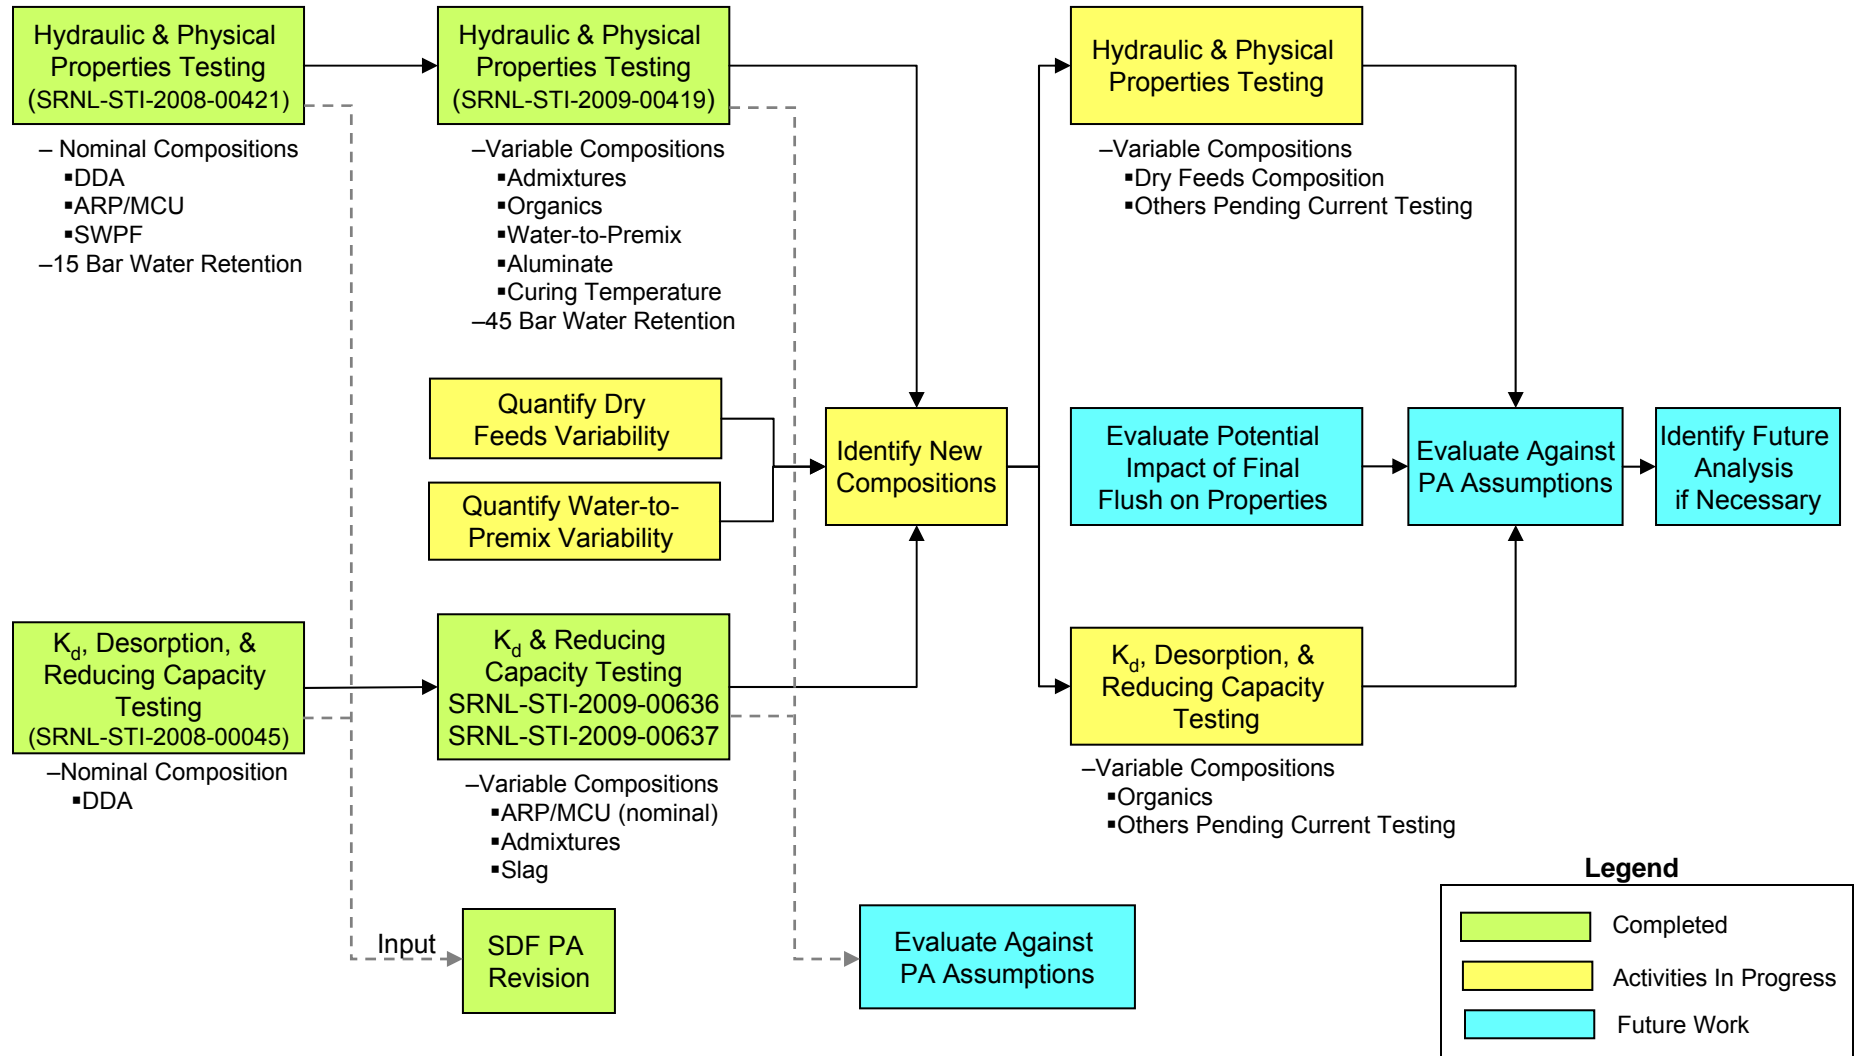 Hydraulic & Physical
Properties Testing
(SRNL-STI-2008-00421)
– Nominal Compositions
▪DDA
▪ARP/MCU
▪SWPF
–15 Bar Water Retention
Hydraulic & Physical
Properties Testing
(SRNL-STI-2009-00419)
–Variable Compositions
▪Admixtures
▪Organics
▪Water-to-Premix
▪Aluminate
▪Curing Temperature
–45 Bar Water Retention
Hydraulic & Physical
Properties Testing
–Variable Compositions
▪Dry Feeds Composition
▪Others Pending Current Testing
Quantify Dry
Feeds Variability
Quantify Water-to-
Premix Variability
Identify New
Compositions
Evaluate Potential
Impact of Final
Flush on Properties
Evaluate Against
PA Assumptions
Identify Future
Analysis
if Necessary
Kd, Desorption, &
Reducing Capacity
Testing
(SRNL-STI-2008-00045)
–Nominal Composition
▪DDA
Kd & Reducing
Capacity Testing
SRNL-STI-2009-00636
SRNL-STI-2009-00637
–Variable Compositions
▪ARP/MCU (nominal)
▪Admixtures
▪Slag
Kd, Desorption, &
Reducing Capacity
Testing
–Variable Compositions
▪Organics
▪Others Pending Current Testing
Input
SDF PA
Revision
Evaluate Against
PA Assumptions
Legend
Completed
Activities In Progress
Future Work